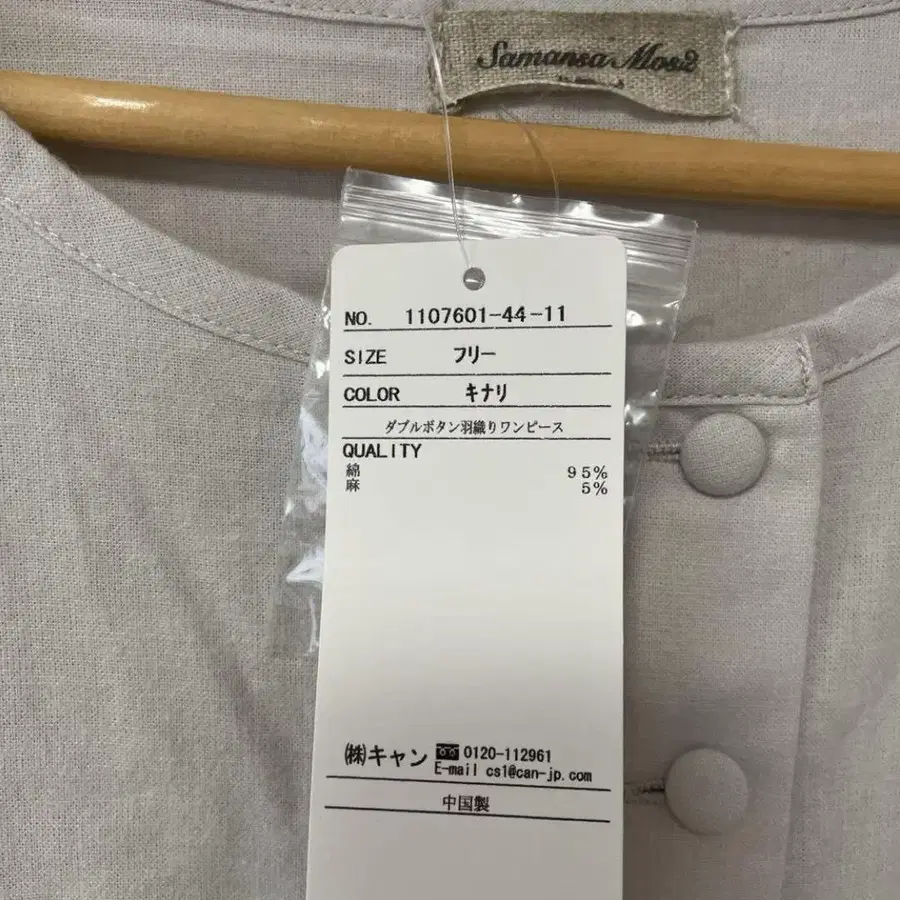 Samansa Mos2
NO. 1107601-44-11
SIZE フリー
COLOR キナリ
ダブルボタン羽織りワンピース
QUALITY
綿 95%
麻 5%
㈱キャン 0120-112961
E-mail cs1@can-jp.com
中国製